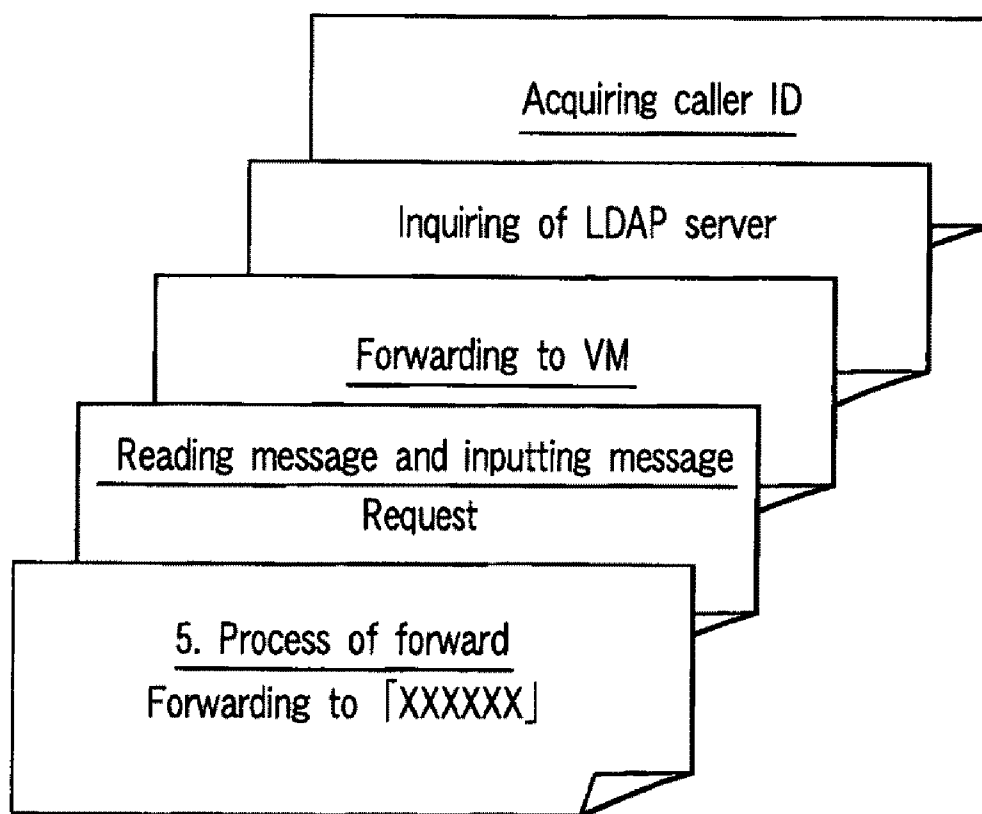 Acquiring caller ID
Inquiring of LDAP server
Forwarding to VM
Reading message and inputting message
Request
5. Process of forward
Forwarding to ｢XXXXXX｣